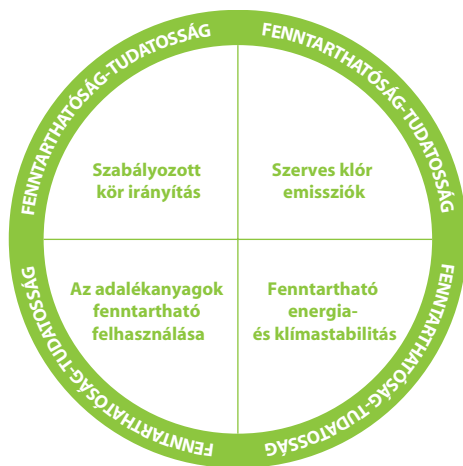 FENNTARTHATÓSÁG-TUDATOSSÁG
FENNTARTHATÓSÁG-TUDATOSSÁG
Szabályozott
kör irányítás
Szerves klór
emissziók
Az adalékanyagok
fenntartható
felhasználása
Fenntartható
energia-
és klímastabilitás
FENNTARTHATÓSÁG-TUDATOSSÁG
FENNTARTHATÓSÁG-TUDATOSSÁG